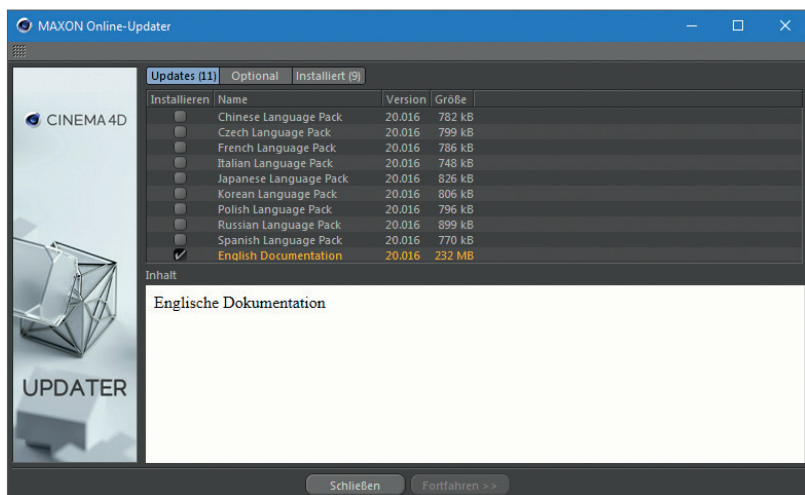 MAXON Online-Updater
Updates (11) Optional Installiert (9)
Installieren Name Version Größe
Chinese Language Pack 20.016 782 kB
Czech Language Pack 20.016 799 kB
French Language Pack 20.016 786 kB
Italian Language Pack 20.016 748 kB
Japanese Language Pack 20.016 826 kB
Korean Language Pack 20.016 806 kB
Polish Language Pack 20.016 796 kB
Russian Language Pack 20.016 899 kB
Spanish Language Pack 20.016 770 kB
English Documentation 20.016 232 MB
CINEMA 4D
UPDATER
Inhalt
Englische Dokumentation
Schließen Fortfahren >>